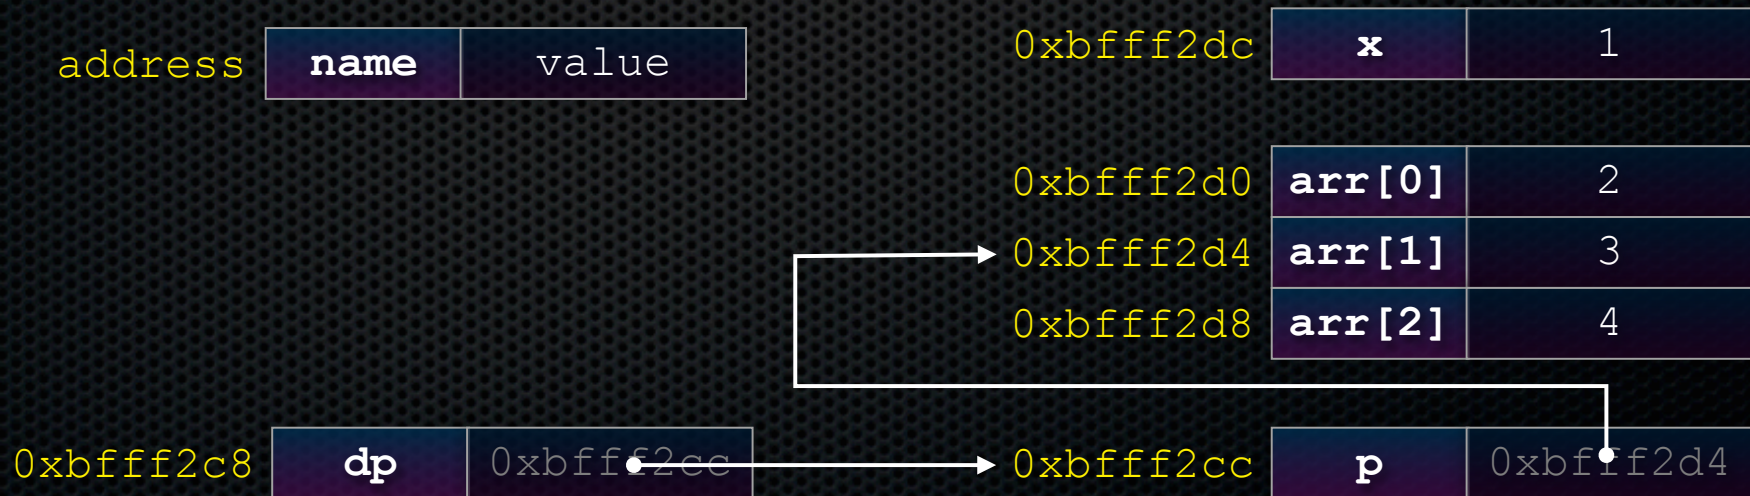 address name value
0xbfff2dc x 1
0xbfff2d0 arr[0] 2
0xbfff2d4 arr[1] 3
0xbfff2d8 arr[2] 4
0xbfff2c8 dp 0xbfff2cc
0xbfff2cc p 0xbfff2d4